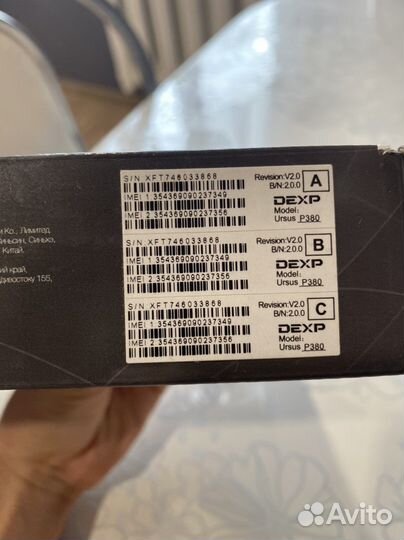 S/N XFT746033868
Revision:V2.0
B/N:2.0.0
A
IMEI 1 354369090237349
DEXP
IMEI 2 354369090237356
Model:
Ursus P380
S/N XFT746033868
Revision:V2.0
B/N:2.0.0
B
IMEI 1 354369090237349
DEXP
IMEI 2 354369090237356
Model:
Ursus P380
S/N XFT746033868
Revision:V2.0
B/N:2.0.0
C
IMEI 1 354369090237349
DEXP
IMEI 2 354369090237356
Model:
Ursus P380
и Ко., Лимитед
Синьхэ,
Китай.
край,
155,
Avito